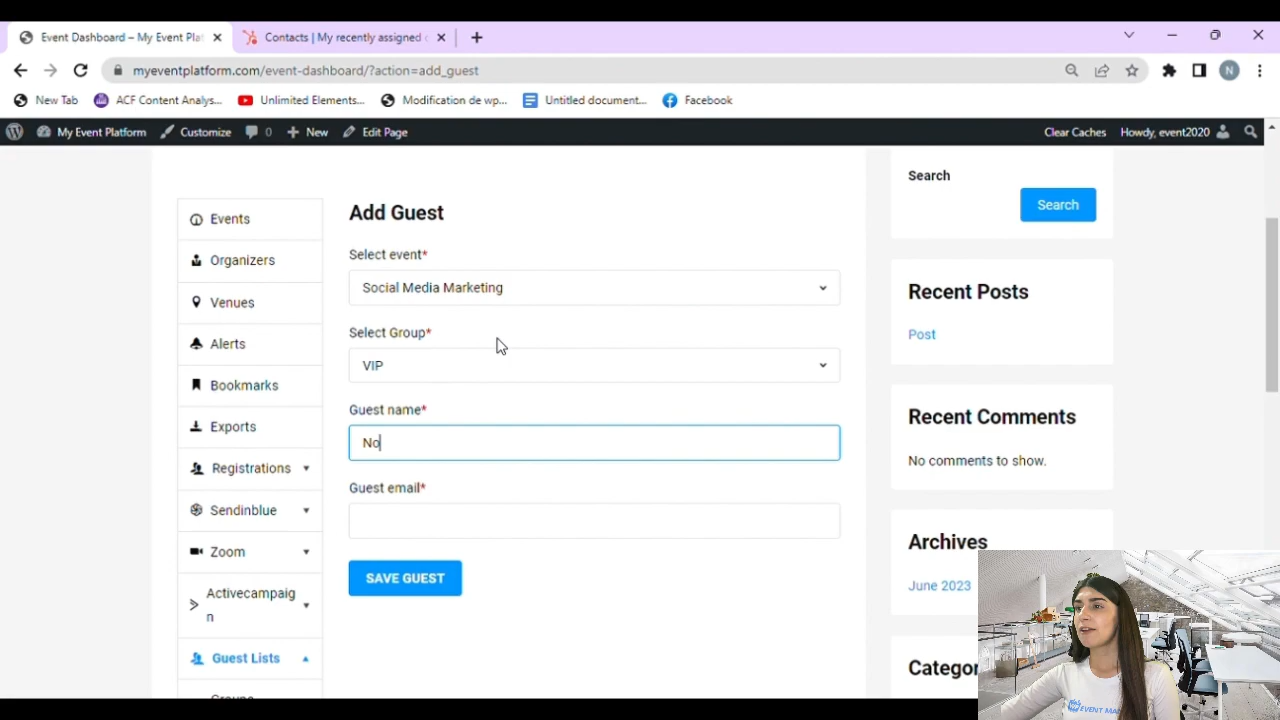 Event Dashboard – My Event Pla
Contacts | My recently assigned
myeventplatform.com/event-dashboard/?action=add_guest
N
New Tab
ACF Content Analys...
Unlimited Elements...
Modification de wp...
Untitled document...
Facebook
My Event Platform
Customize
0
New
Edit Page
Clear Caches
Howdy, event2020
Events
Organizers
Venues
Alerts
Bookmarks
Exports
Registrations
Sendinblue
Zoom
Activecampaig
n
Guest Lists
Add Guest
Select event*
Social Media Marketing
Select Group*
VIP
Guest name*
No
Guest email*
SAVE GUEST
Search
Search
Recent Posts
Post
Recent Comments
No comments to show.
Archives
June 2023
Categor
EVENT MA